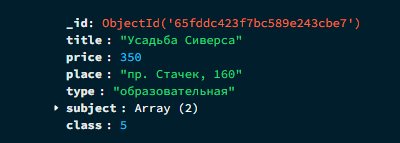 _id: ObjectId('65fddc423f7bc589e243cbe7')
title : "Усадьба Сиверса"
price : 350
place : "пр. Стачек, 160"
type : "образовательная"
subject : Array (2)
class : 5